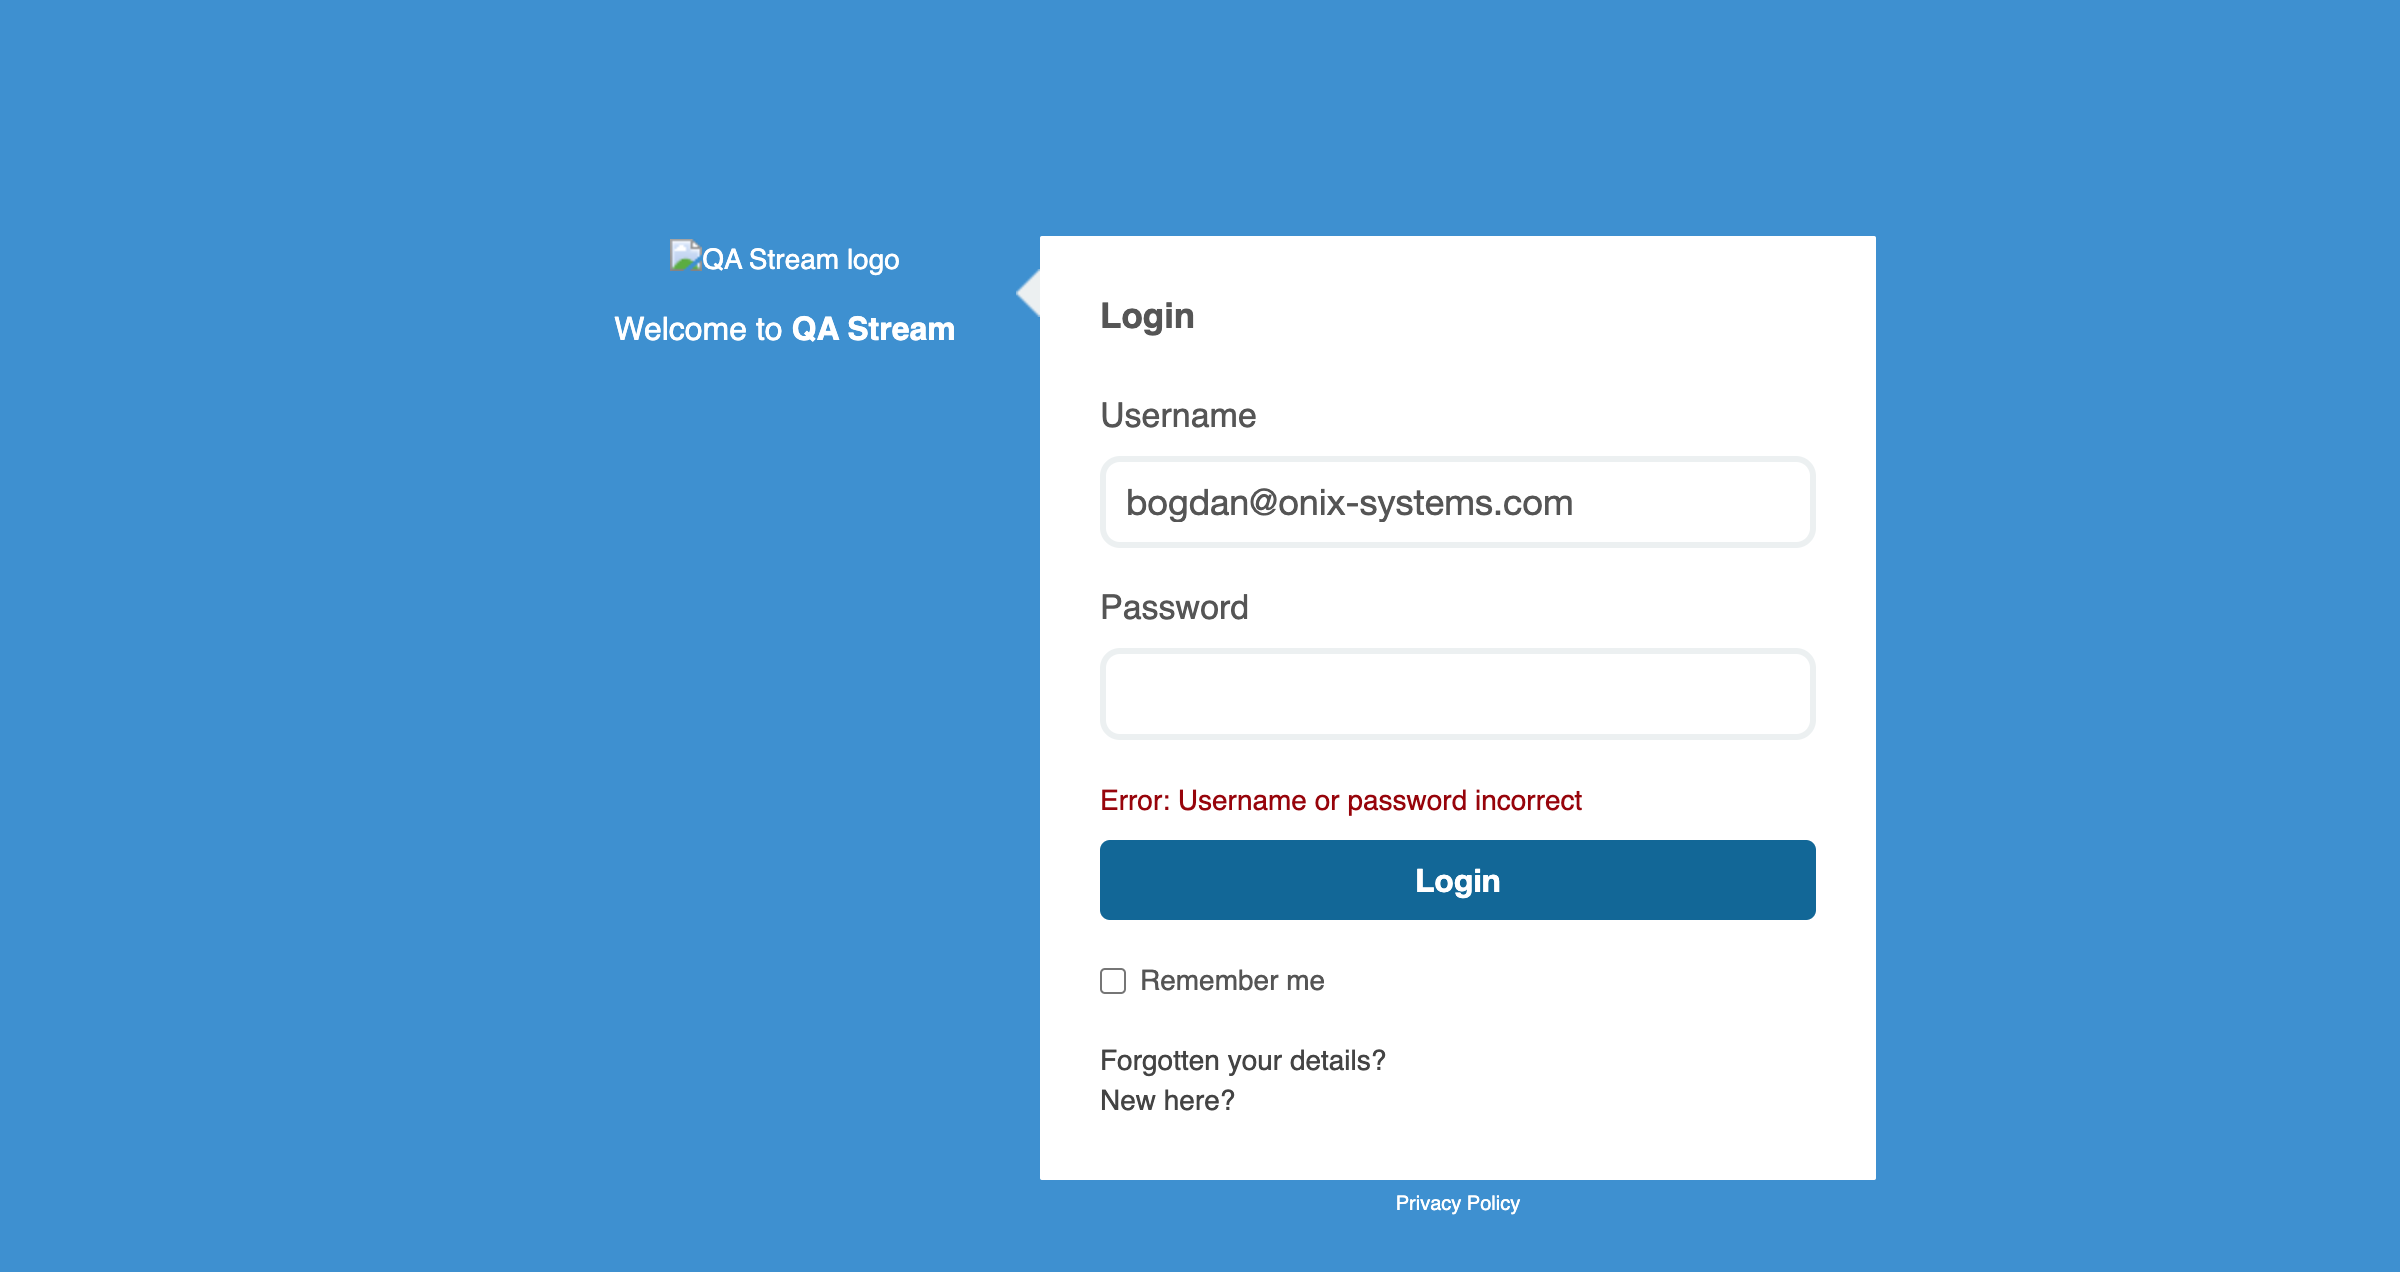 QA Stream logo
Welcome to QA Stream
Login
Username
bogdan@onix-systems.com
Password
Error: Username or password incorrect
Login
Remember me
Forgotten your details?
New here?
Privacy Policy